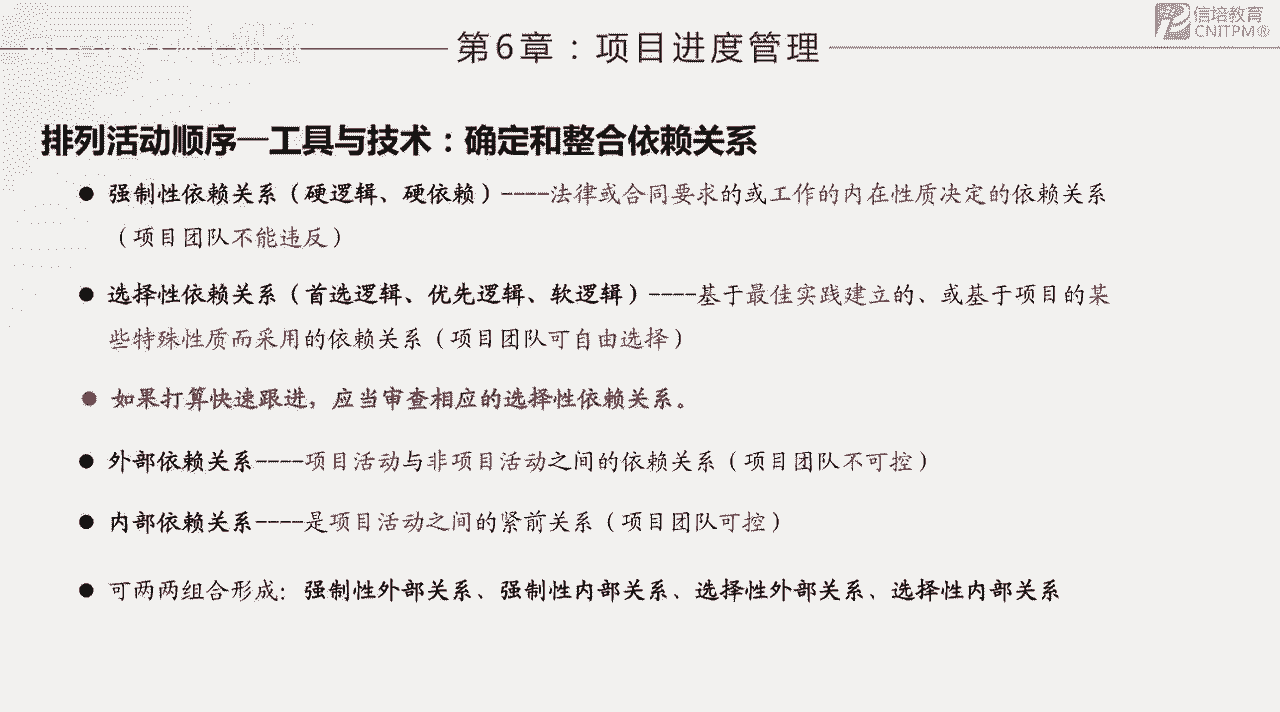 信培教育
CNITPM®
第6章：项目进度管理
排列活动顺序—工具与技术：确定和整合依赖关系
● 强制性依赖关系（硬逻辑、硬依赖）----法律或合同要求的或工作的内在性质决定的依赖关系
（项目团队不能违反）
● 选择性依赖关系（首选逻辑、优先逻辑、软逻辑）----基于最佳实践建立的、或基于项目的某
些特殊性质而采用的依赖关系（项目团队可自由选择）
● 如果打算快速跟进，应当审查相应的选择性依赖关系。
● 外部依赖关系----项目活动与非项目活动之间的依赖关系（项目团队不可控）
● 内部依赖关系----是项目活动之间的紧前关系（项目团队可控）
● 可两两组合形成：强制性外部关系、强制性内部关系、选择性外部关系、选择性内部关系